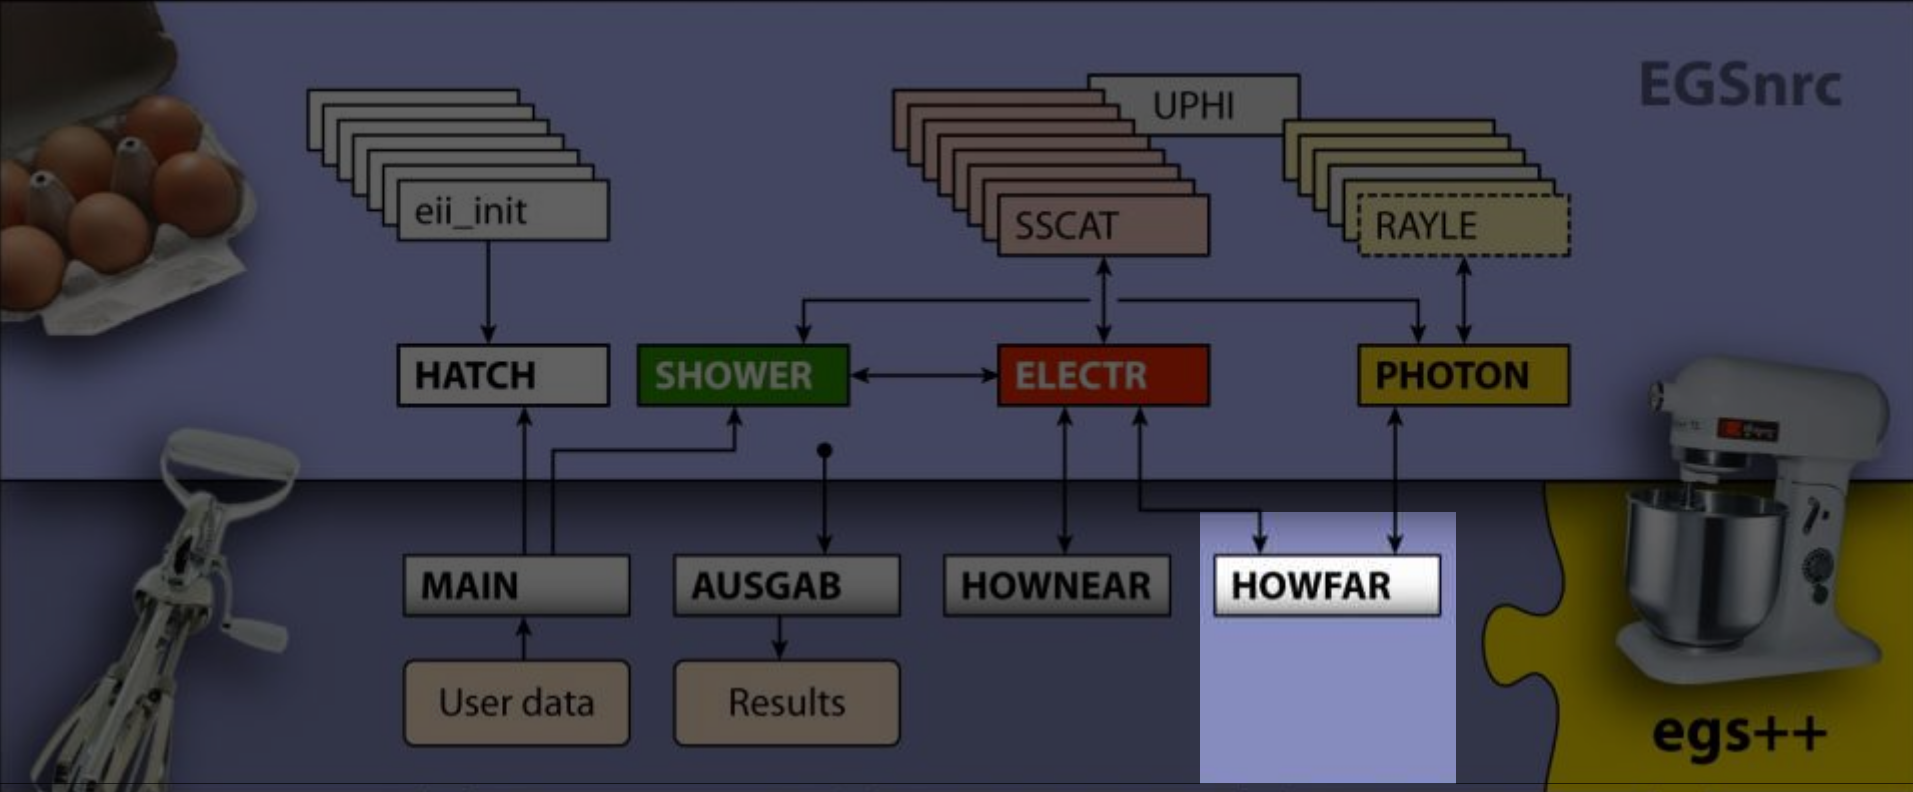 EGSnrc
UPHI
eii_init
SSCAT
RAYLE
HATCH
SHOWER
ELECTR
PHOTON
MAIN
AUSGAB
HOWNEAR
HOWFAR
User data
Results
egs++